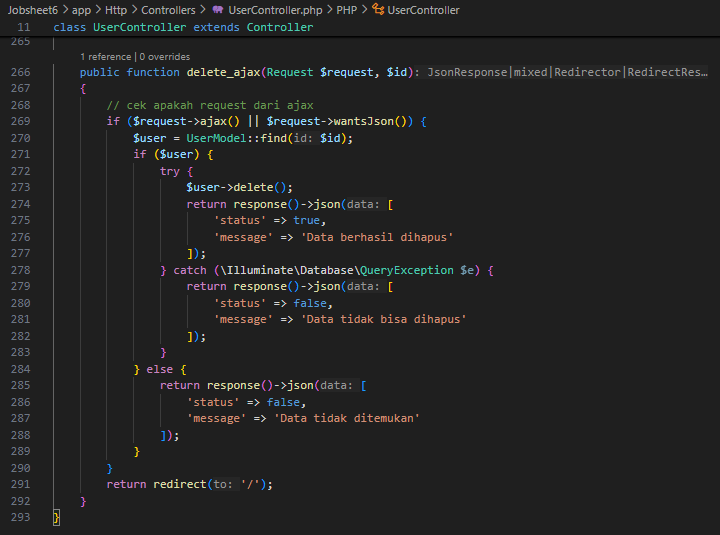 Jobsheet6 > app > Http > Controllers > UserController.php > PHP > UserController
11 class UserController extends Controller
265
1 reference | 0 overrides
266 public function delete_ajax(Request $request, $id): JsonResponse|mixed|Redirector|RedirectRes…
267 {
268 // cek apakah request dari ajax
269 if ($request->ajax() || $request->wantsJson()) {
270 $user = UserModel::find(id: $id);
271 if ($user) {
272 try {
273 $user->delete();
274 return response()->json(data: [
275 'status' => true,
276 'message' => 'Data berhasil dihapus'
277 ]);
278 } catch (\Illuminate\Database\QueryException $e) {
279 return response()->json(data: [
280 'status' => false,
281 'message' => 'Data tidak bisa dihapus'
282 ]);
283 }
284 } else {
285 return response()->json(data: [
286 'status' => false,
287 'message' => 'Data tidak ditemukan'
288 ]);
289 }
290 }
291 return redirect(to: '/');
292 }
293 }